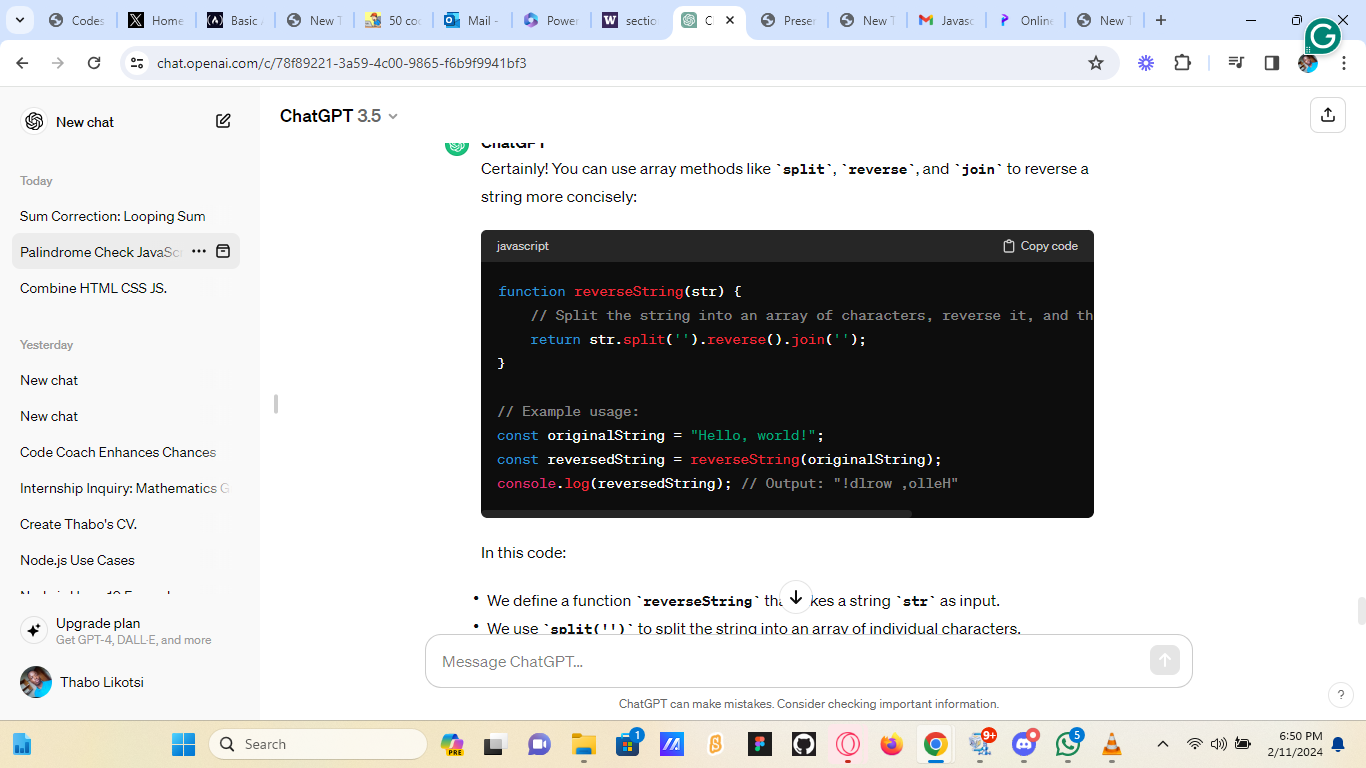 Codes
Home
Basic
New T
50 co
Mail -
Power
sectio
C
Presen
New T
Javasc
Online
New T
chat.openai.com/c/78f89221-3a59-4c00-9865-f6b9f9941bf3
New chat
ChatGPT 3.5
Today
Sum Correction: Looping Sum
Palindrome Check JavaSc
Combine HTML CSS JS.
Yesterday
New chat
New chat
Code Coach Enhances Chances
Internship Inquiry: Mathematics G
Create Thabo's CV.
Node.js Use Cases
Upgrade plan
Get GPT-4, DALL·E, and more
Thabo Likotsi
ChatGPT
Certainly! You can use array methods like `split`, `reverse`, and `join` to reverse a
string more concisely:
javascript
Copy code
function reverseString(str) {
    // Split the string into an array of characters, reverse it, and th
    return str.split('').reverse().join('');
}
// Example usage:
const originalString = "Hello, world!";
const reversedString = reverseString(originalString);
console.log(reversedString); // Output: "!dlrow ,olleH"
In this code:
• We define a function `reverseString` tha kes a string `str` as input.
• We use `split('')` to split the string into an array of individual characters.
Message ChatGPT...
ChatGPT can make mistakes. Consider checking important information.
?
Search
PRE
1
9+
5
6:50 PM
2/11/2024